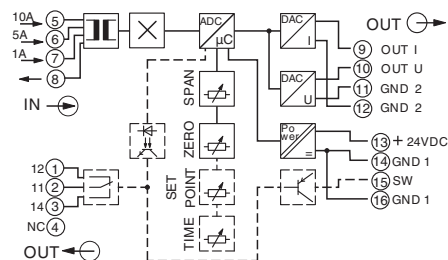 10A 5
5A 6
1A 7
8
IN
ADC
µC
DAC
I
DAC
U
OUT
9 OUT I
10 OUT U
11 GND 2
12 GND 2
SPAN
ZERO
SET
POINT
TIME
Po
wer
=
13 + 24VDC
14 GND 1
15 SW
16 GND 1
12 1
11 2
14 3
NC 4
OUT